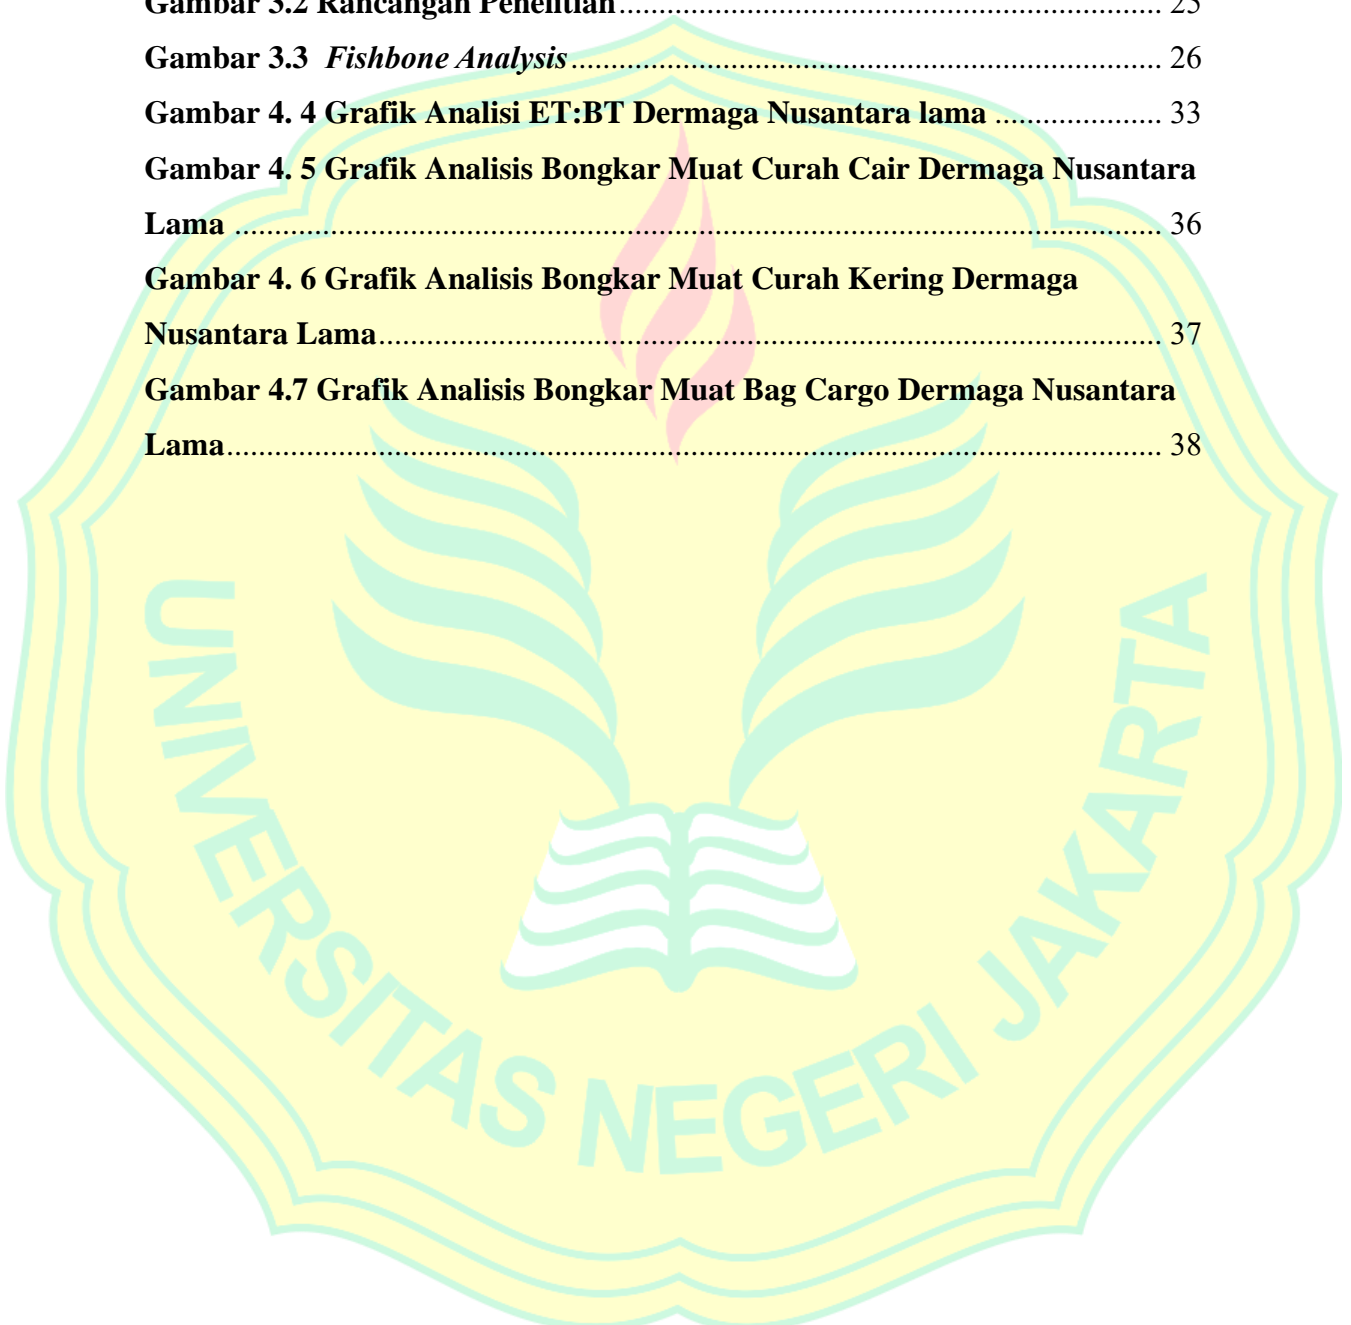 Gambar 3.2 Rancangan Penelitian.................................................................... 25
Gambar 3.3 Fishbone Analysis.......................................................................... 26
Gambar 4. 4 Grafik Analisi ET:BT Dermaga Nusantara lama ..................... 33
Gambar 4. 5 Grafik Analisis Bongkar Muat Curah Cair Dermaga Nusantara
Lama .................................................................................................................... 36
Gambar 4. 6 Grafik Analisis Bongkar Muat Curah Kering Dermaga
Nusantara Lama.................................................................................................. 37
Gambar 4.7 Grafik Analisis Bongkar Muat Bag Cargo Dermaga Nusantara
Lama..................................................................................................................... 38
UNIVERSITAS NEGERI JAKARTA